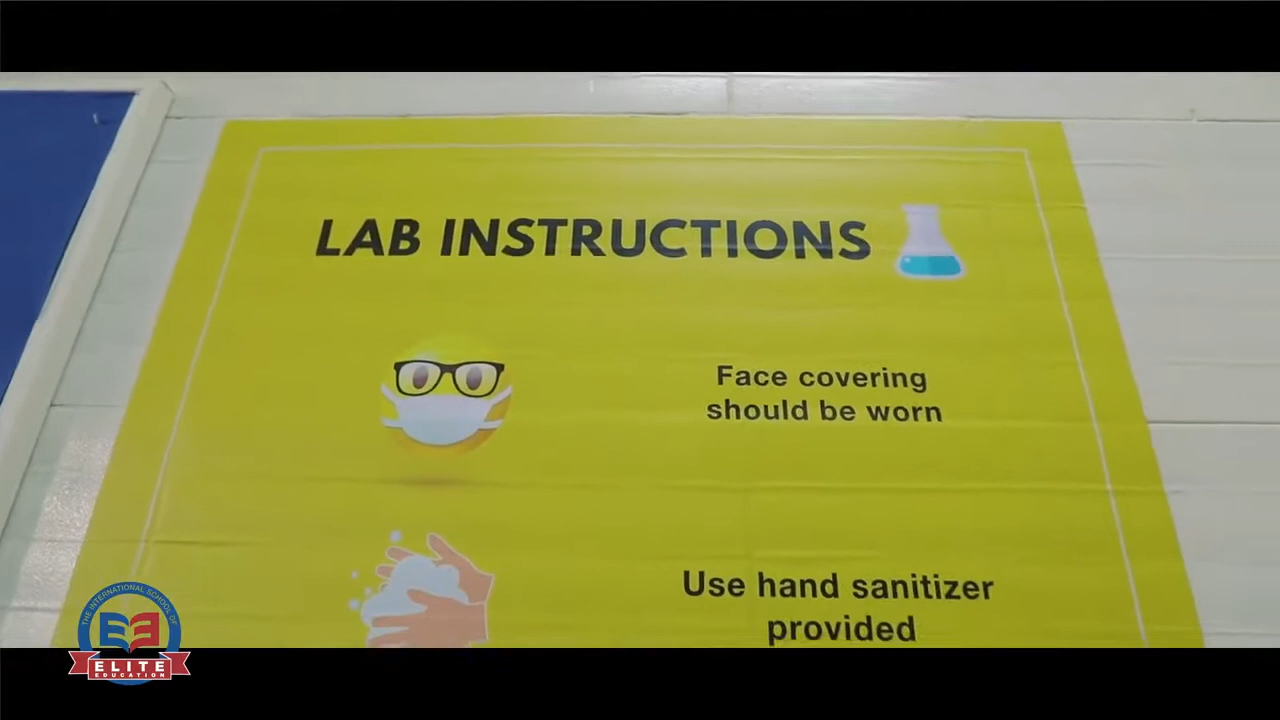 LAB INSTRUCTIONS
Face covering
should be worn
Use hand sanitizer
provided
THE INTERNATIONAL SCHOOL OF
ELITE
EDUCATION